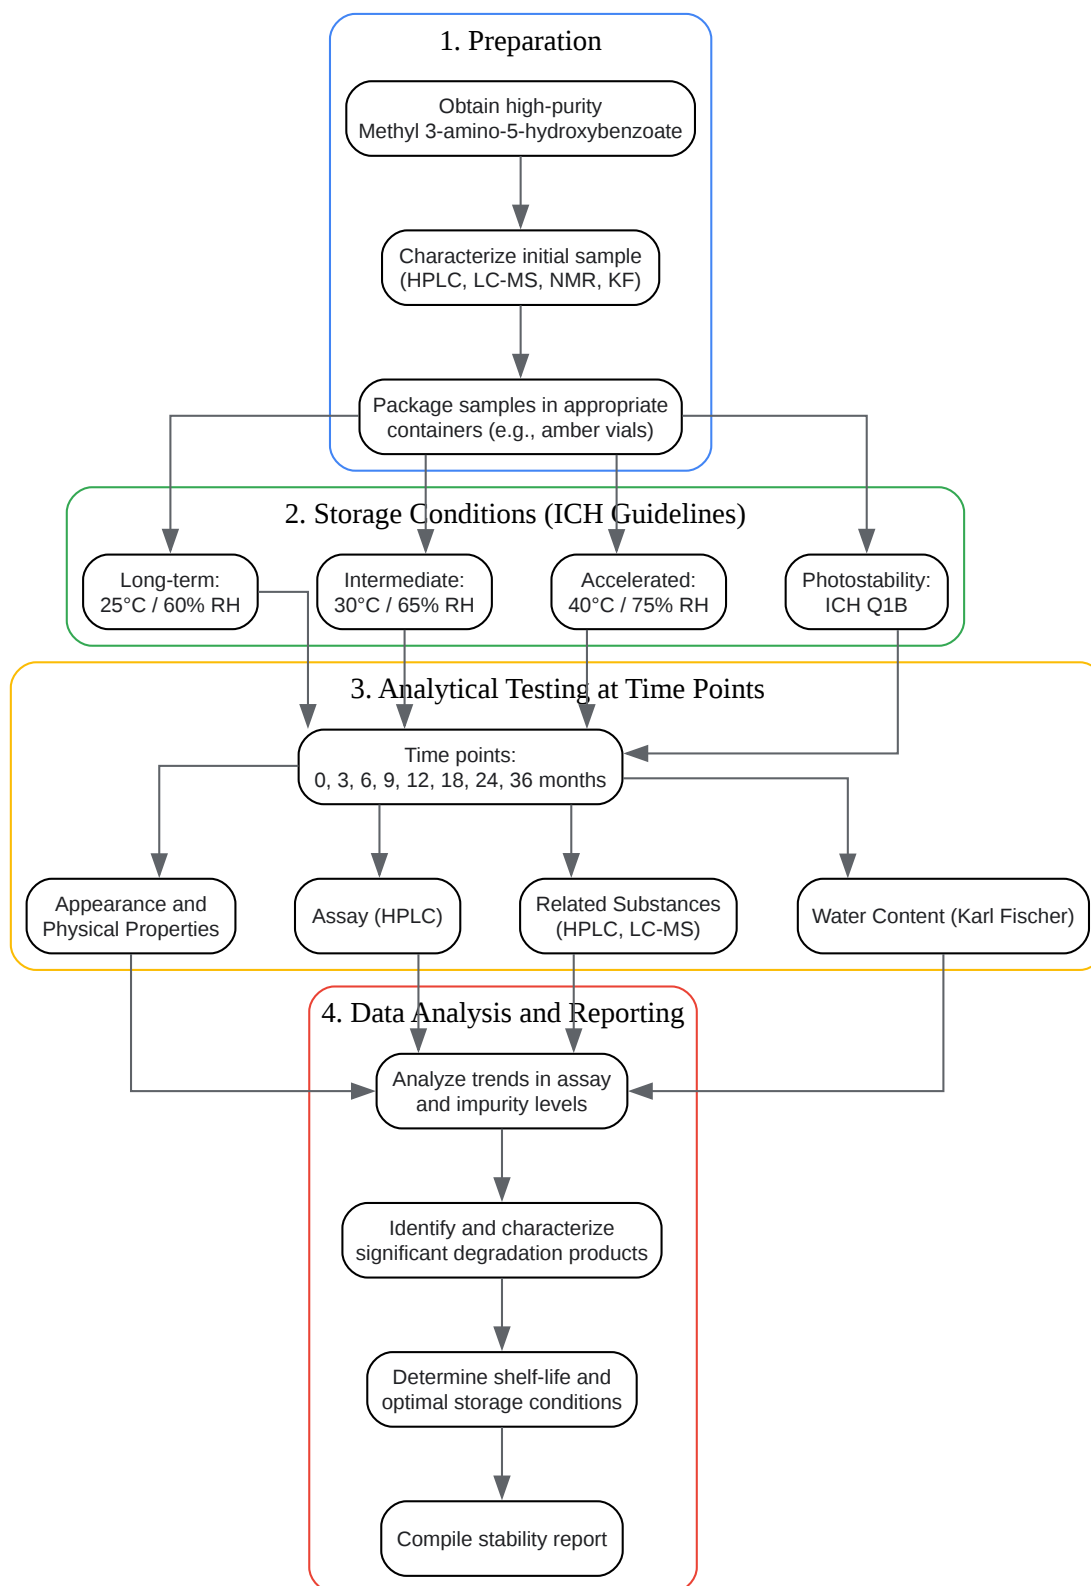 1. Preparation
Obtain high-purity
Methyl 3-amino-5-hydroxybenzoate
Characterize initial sample
(HPLC, LC-MS, NMR, KF)
Package samples in appropriate
containers (e.g., amber vials)
2. Storage Conditions (ICH Guidelines)
Long-term:
25°C / 60% RH
Intermediate:
30°C / 65% RH
Accelerated:
40°C / 75% RH
Photostability:
ICH Q1B
3. Analytical Testing at Time Points
Time points:
0, 3, 6, 9, 12, 18, 24, 36 months
Appearance and
Physical Properties
Assay (HPLC)
Related Substances
(HPLC, LC-MS)
Water Content (Karl Fischer)
4. Data Analysis and Reporting
Analyze trends in assay
and impurity levels
Identify and characterize
significant degradation products
Determine shelf-life and
optimal storage conditions
Compile stability report